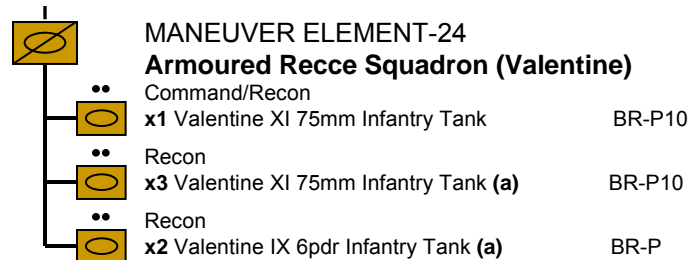 MANEUVER ELEMENT-24
Armoured Recce Squadron (Valentine)
Command/Recon
x1 Valentine XI 75mm Infantry Tank BR-P10
Recon
x3 Valentine XI 75mm Infantry Tank (a) BR-P10
Recon
x2 Valentine IX 6pdr Infantry Tank (a) BR-P